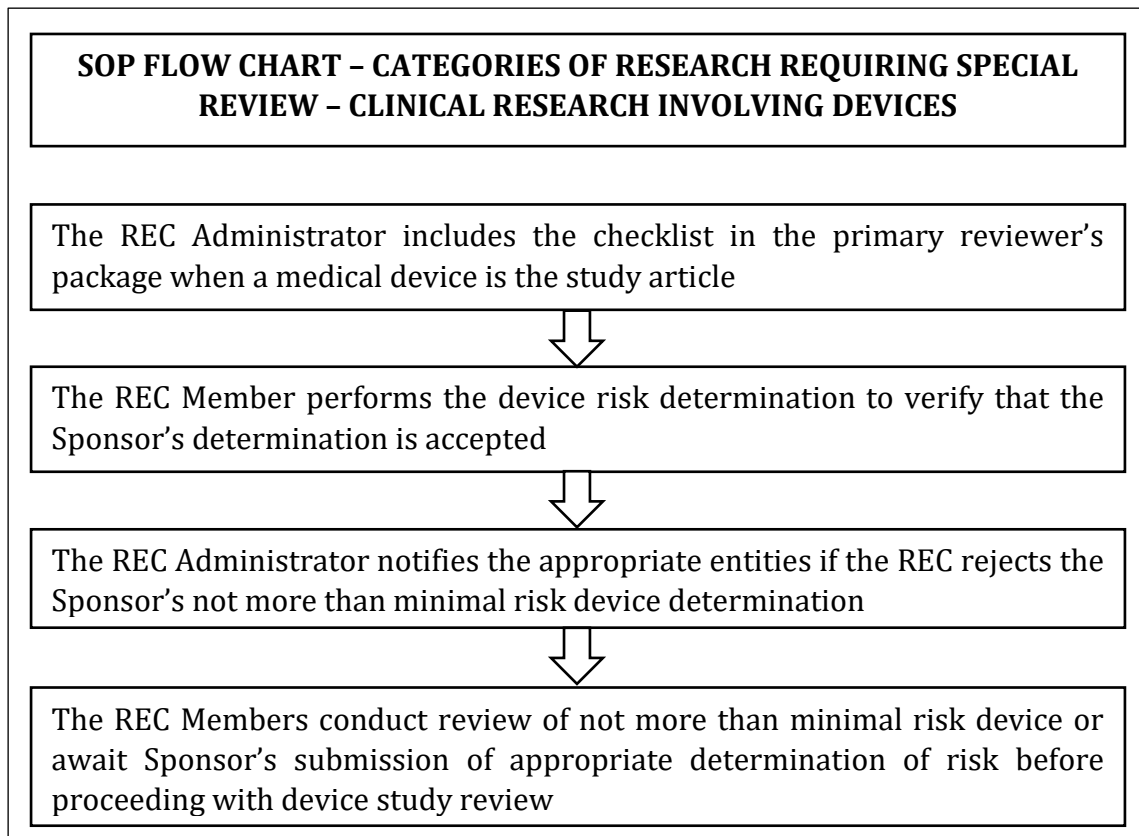 SOP FLOW CHART – CATEGORIES OF RESEARCH REQUIRING SPECIAL
REVIEW – CLINICAL RESEARCH INVOLVING DEVICES
The REC Administrator includes the checklist in the primary reviewer’s
package when a medical device is the study article
The REC Member performs the device risk determination to verify that the
Sponsor’s determination is accepted
The REC Administrator notifies the appropriate entities if the REC rejects the
Sponsor’s not more than minimal risk device determination
The REC Members conduct review of not more than minimal risk device or
await Sponsor’s submission of appropriate determination of risk before
proceeding with device study review